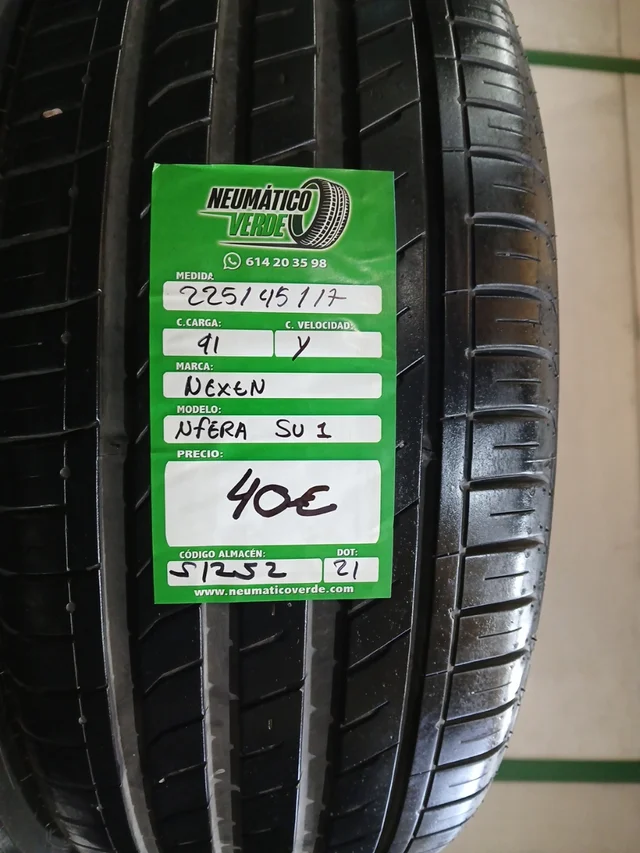 NEUMÁTICO
VERDE
614 20 35 98
MEDIDA
225/45/17
C.CARGA: C. VELOCIDAD:
91 Y
MARCA:
NEXEN
MODELO:
NFERA SU 1
PRECIO:
40€
CÓDIGO ALMACÉN: DOT:
S1252 21
www.neumaticoverde.com